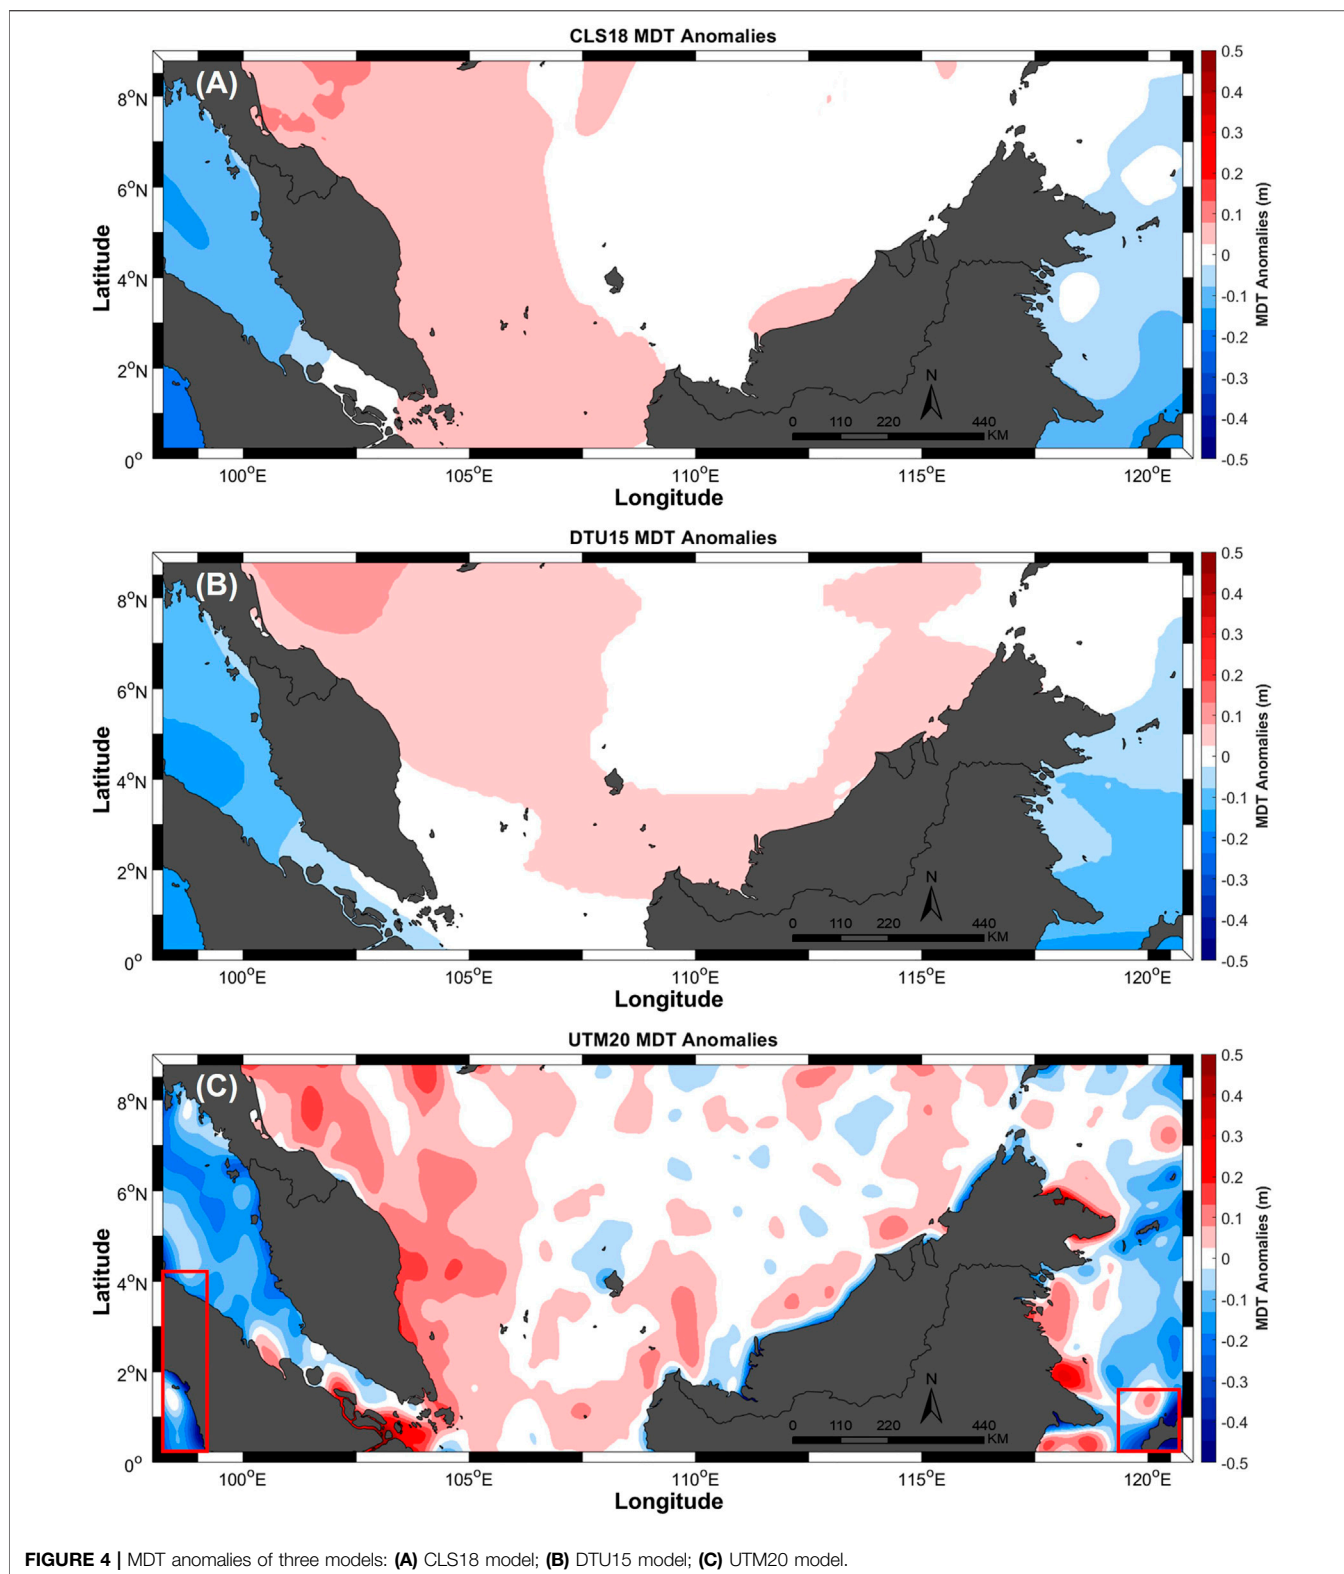 CLS18 MDT Anomalies
(A)
8°N
6°N
4°N
2°N
0°
Latitude
100°E 105°E 110°E 115°E 120°E
Longitude
N
0 110 220 440
KM
0.5
0.4
0.3
0.2
0.1
0
-0.1
-0.2
-0.3
-0.4
-0.5
MDT Anomalies (m)
DTU15 MDT Anomalies
(B)
8°N
6°N
4°N
2°N
0°
Latitude
100°E 105°E 110°E 115°E 120°E
Longitude
N
0 110 220 440
KM
0.5
0.4
0.3
0.2
0.1
0
-0.1
-0.2
-0.3
-0.4
-0.5
MDT Anomalies (m)
UTM20 MDT Anomalies
(C)
8°N
6°N
4°N
2°N
0°
Latitude
100°E 105°E 110°E 115°E 120°E
Longitude
N
0 110 220 440
KM
0.5
0.4
0.3
0.2
0.1
0
-0.1
-0.2
-0.3
-0.4
-0.5
MDT Anomalies (m)
FIGURE 4 | MDT anomalies of three models: (A) CLS18 model; (B) DTU15 model; (C) UTM20 model.